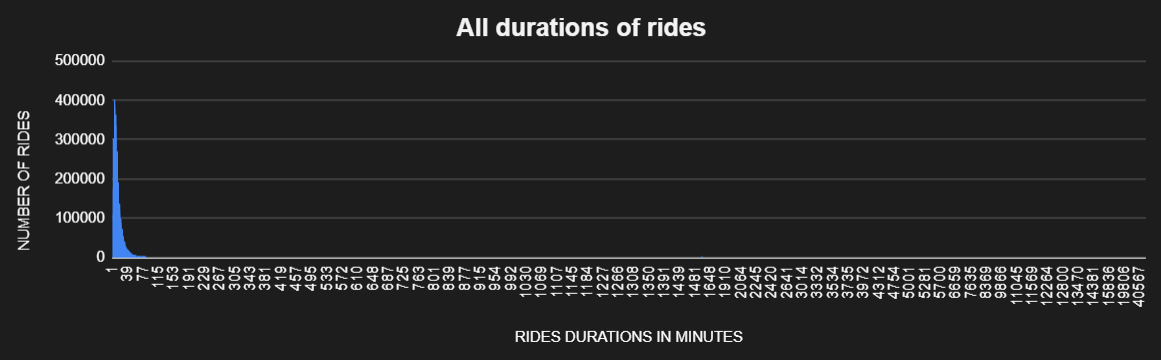 All durations of rides
500000
400000
300000
200000
100000
0
NUMBER OF RIDES
1 39 77 115 153 191 229 267 305 343 381 419 457 495 533 572 610 648 687 725 763 801 839 877 915 954 992 1030 1069 1107 1145 1184 1227 1266 1308 1350 1391 1439 1481 1648 1910 2084 2245 2420 2641 3014 3332 3534 3735 3972 4312 4754 5001 5281 5700 6659 7635 8369 9866 11045 11569 12284 12800 13470 14381 15836 19806 40567
RIDES DURATIONS IN MINUTES